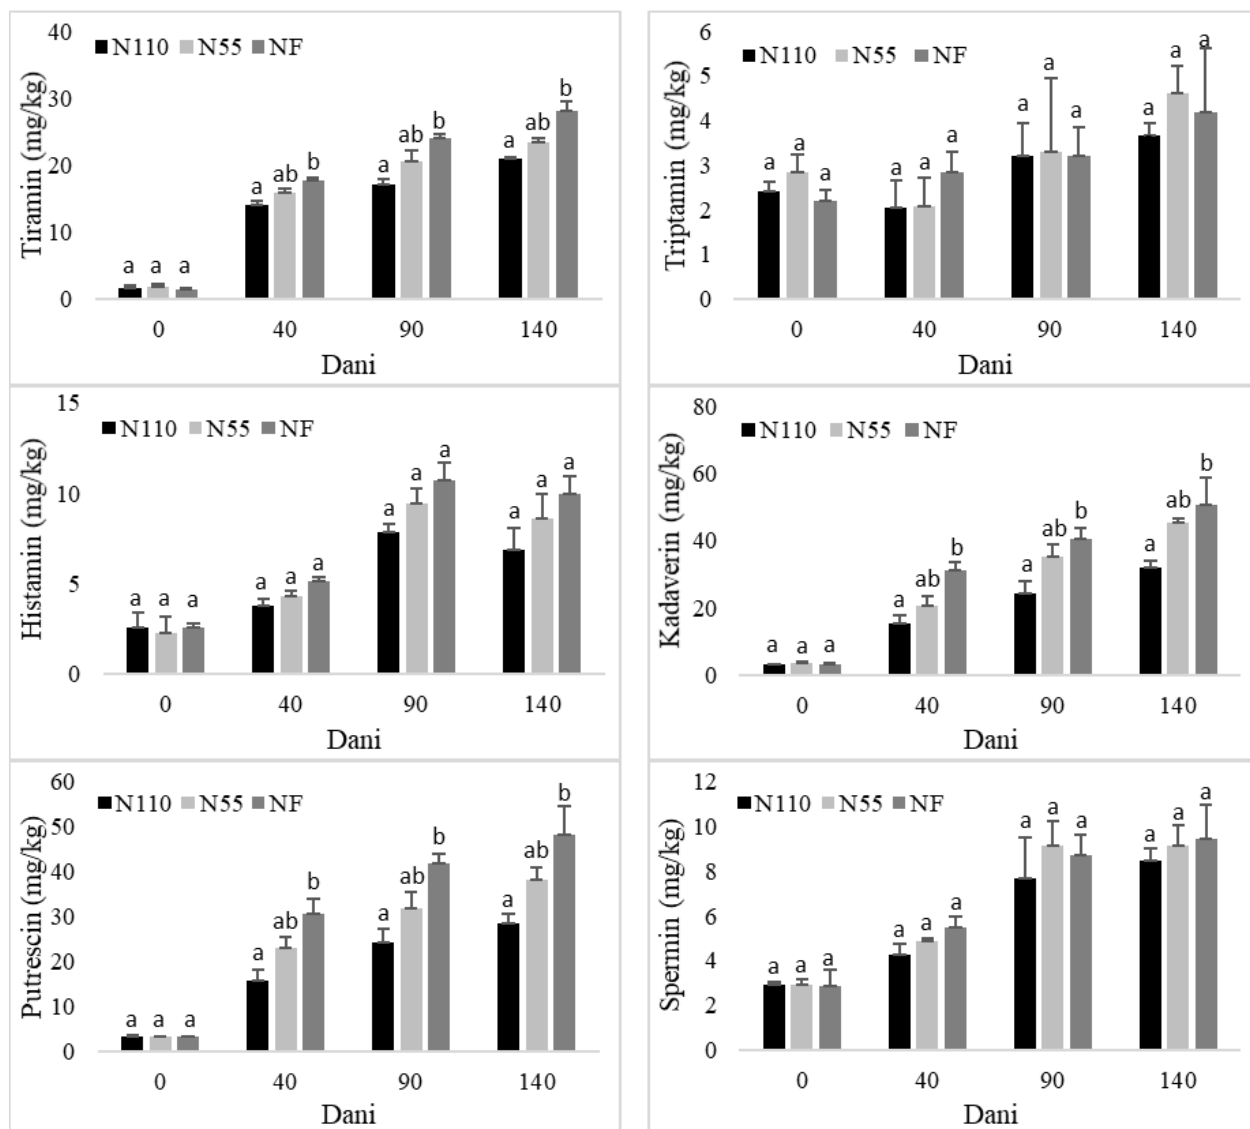 Tiramin (mg/kg)
40
30
20
10
0
N110 N55 NF
a a a
a ab b
a ab b
a ab b
0 40 90 140
Dani
Triptamin (mg/kg)
6
5
4
3
2
1
0
N110 N55 NF
a a a
a a a
a a a
a a a
0 40 90 140
Dani
Histamin (mg/kg)
15
10
5
0
N110 N55 NF
a a a
a a a
a a a
a a a
0 40 90 140
Dani
Kadaverin (mg/kg)
80
60
40
20
0
N110 N55 NF
a a a
a ab b
a ab b
a ab b
0 40 90 140
Dani
Putrescin (mg/kg)
60
50
40
30
20
10
0
N110 N55 NF
a a a
a ab b
a ab b
a ab b
0 40 90 140
Dani
Spermin (mg/kg)
12
10
8
6
4
2
0
N110 N55 NF
a a a
a a a
a a a
a a a
0 40 90 140
Dani